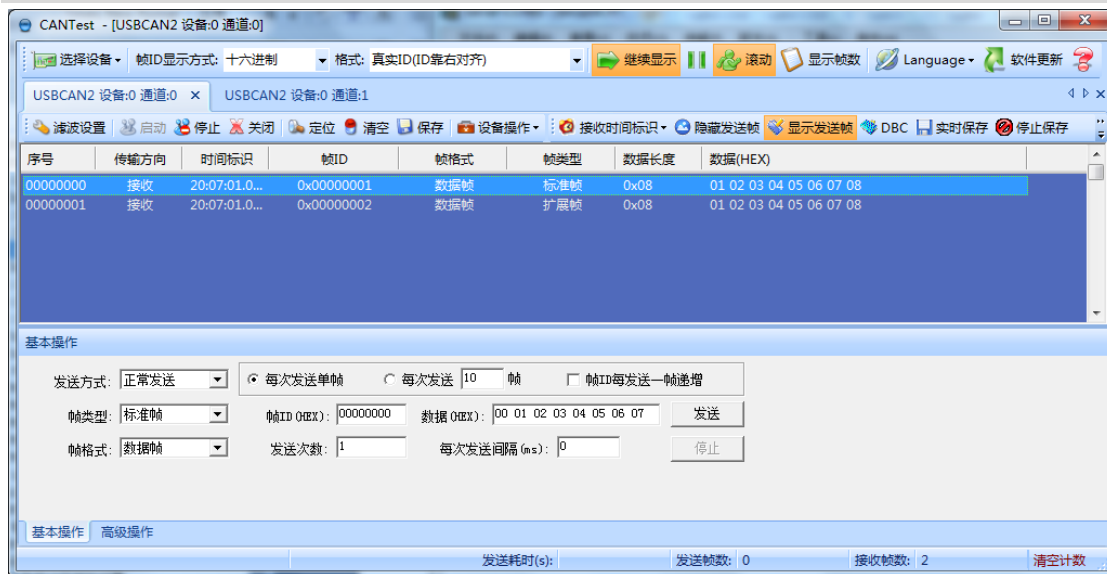 CANTest - [USBCAN2 设备:0 通道:0]
选择设备 帧ID显示方式: 十六进制 格式: 真实ID(ID靠右对齐) 继续显示 滚动 显示帧数 Language 软件更新
USBCAN2 设备:0 通道:0 × USBCAN2 设备:0 通道:1
滤波设置 启动 停止 关闭 定位 清空 保存 设备操作 接收时间标识 隐藏发送帧 显示发送帧 DBC 实时保存 停止保存
序号 传输方向 时间标识 帧ID 帧格式 帧类型 数据长度 数据(HEX)
00000000 接收 20:07:01.0... 0x00000001 数据帧 标准帧 0x08 01 02 03 04 05 06 07 08
00000001 接收 20:07:01.0... 0x00000002 数据帧 扩展帧 0x08 01 02 03 04 05 06 07 08
基本操作
发送方式: 正常发送 每次发送单帧 每次发送 10 帧 帧ID每发送一帧递增
帧类型: 标准帧 帧ID(HEX): 00000000 数据(HEX): 00 01 02 03 04 05 06 07 发送
帧格式: 数据帧 发送次数: 1 每次发送间隔(ms): 0 停止
基本操作 高级操作
发送耗时(s): 发送帧数: 0 接收帧数: 2 清空计数